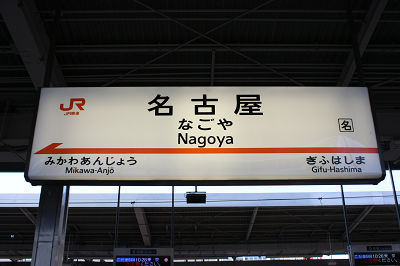 JR
JR東海
名古屋
なごや
Nagoya
名
みかわあんじょう
Mikawa-Anjō
ぎふはしま
Gifu-Hashima